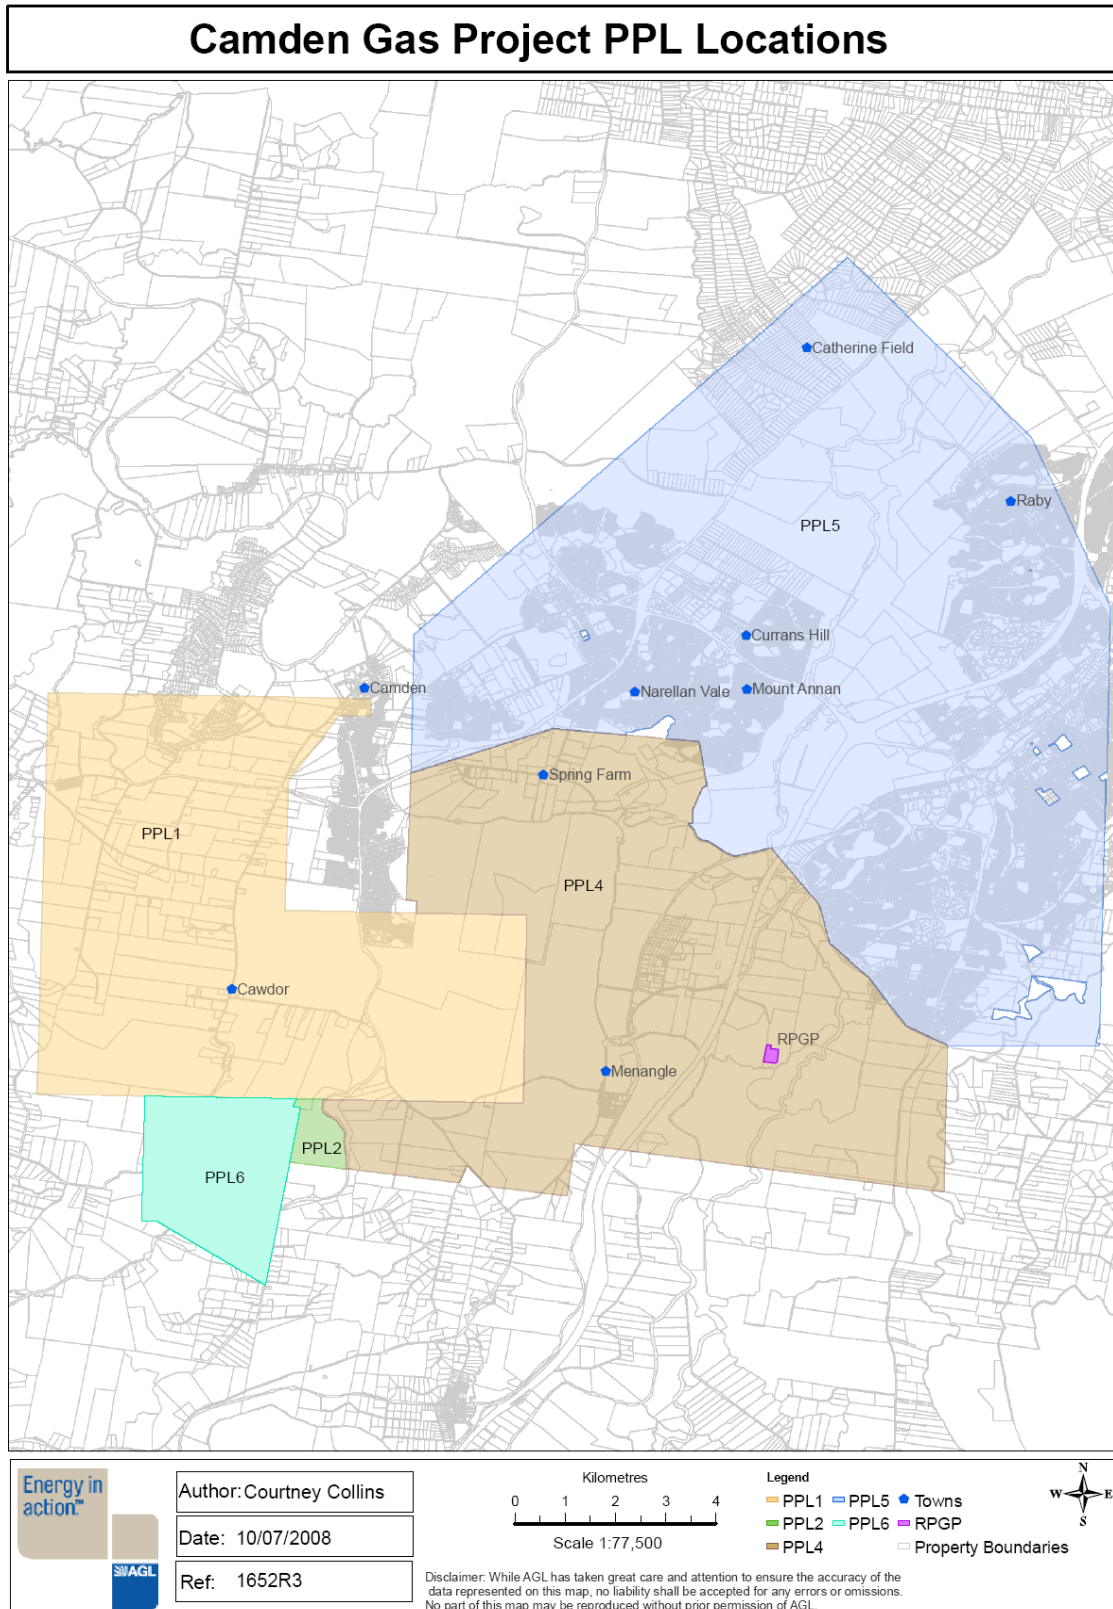 Camden Gas Project PPL Locations
Catherine Field
Raby
PPL5
Currans Hill
Camden
Narellan Vale
Mount Annan
Spring Farm
PPL1
PPL4
Cawdor
RPGP
Menangle
PPL2
PPL6
Energy in
action.™
AGL
Author: Courtney Collins
Date: 10/07/2008
Ref: 1652R3
Kilometres
0 1 2 3 4
Scale 1:77,500
Legend
PPL1 PPL5 Towns
PPL2 PPL6 RPGP
PPL4 Property Boundaries
N
W E
S
Disclaimer: While AGL has taken great care and attention to ensure the accuracy of the
data represented on this map, no liability shall be accepted for any errors or omissions.
No part of this map may be reproduced without prior permission of AGL.